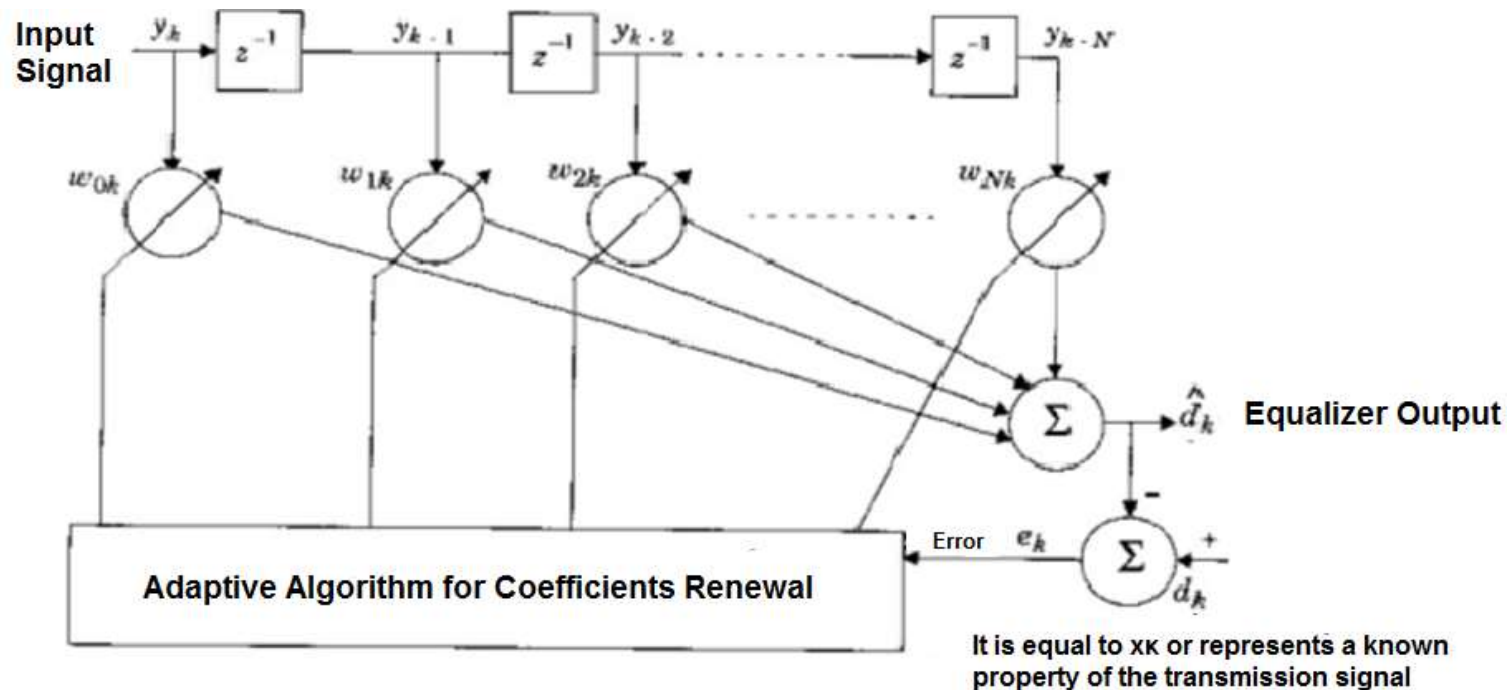 Input
Signal
y_k
z^{-1}
y_{k-1}
z^{-1}
y_{k-2}
z^{-1}
y_{k-N}
w_{0k}
w_{1k}
w_{2k}
w_{Nk}
Σ
\hat{d}_k
Equalizer Output
-
Adaptive Algorithm for Coefficients Renewal
Error
e_k
Σ
+
d_k
It is equal to xκ or represents a known
property of the transmission signal